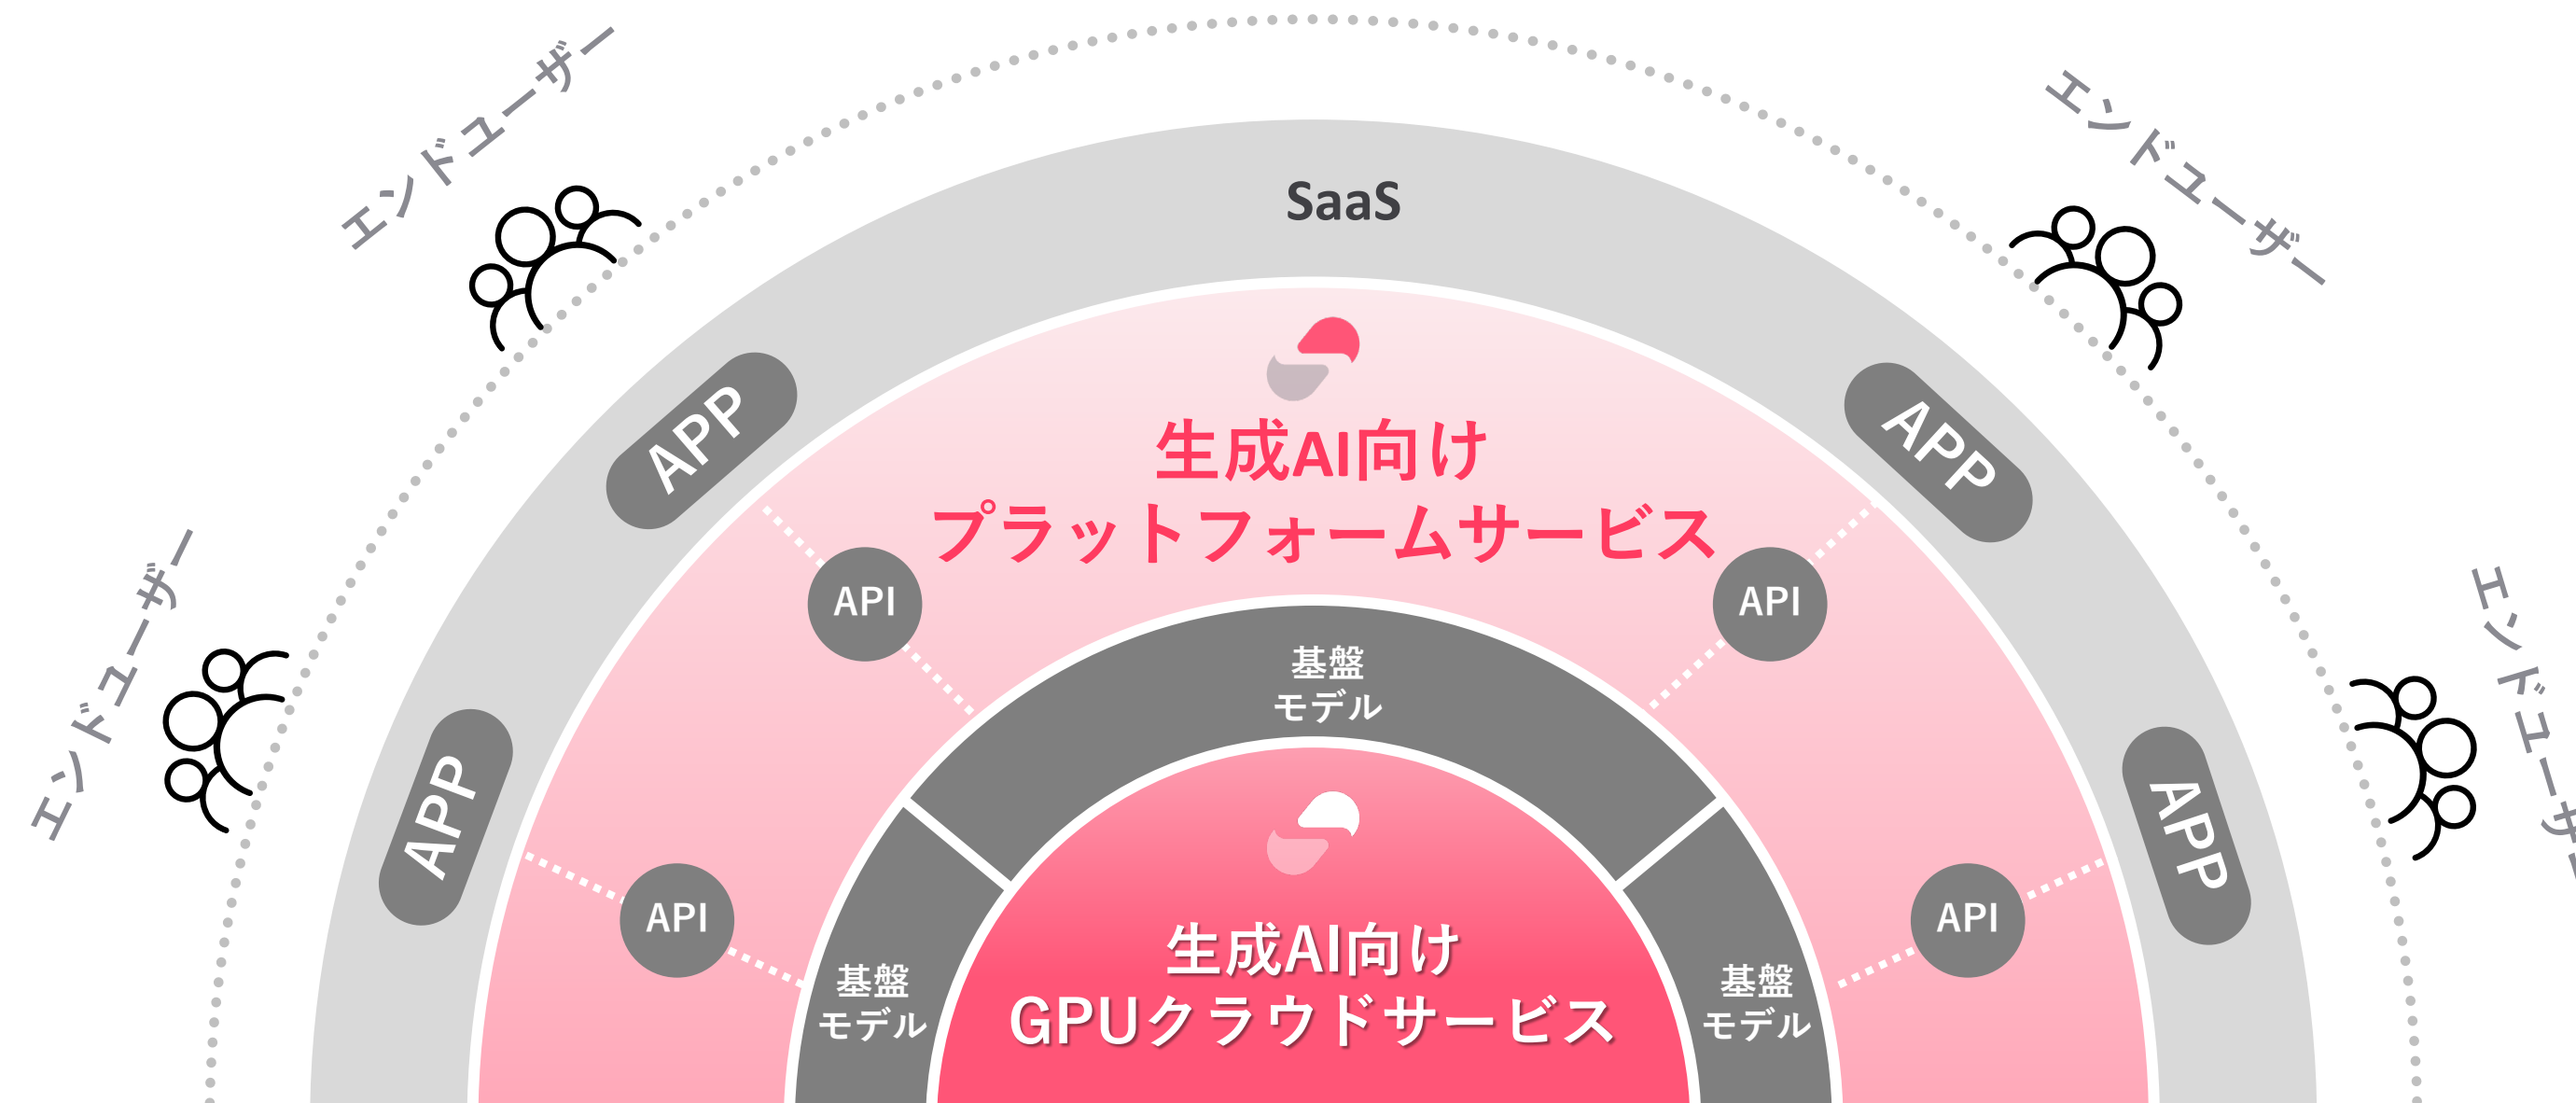 エンドユーザー
エンドユーザー
SaaS
APP
APP
生成AI向け
プラットフォームサービス
エンドユーザー
エンドユーザ
API
API
基盤
モデル
APP
APP
API
API
生成AI向け
GPUクラウドサービス
基盤
モデル
基盤
モデル